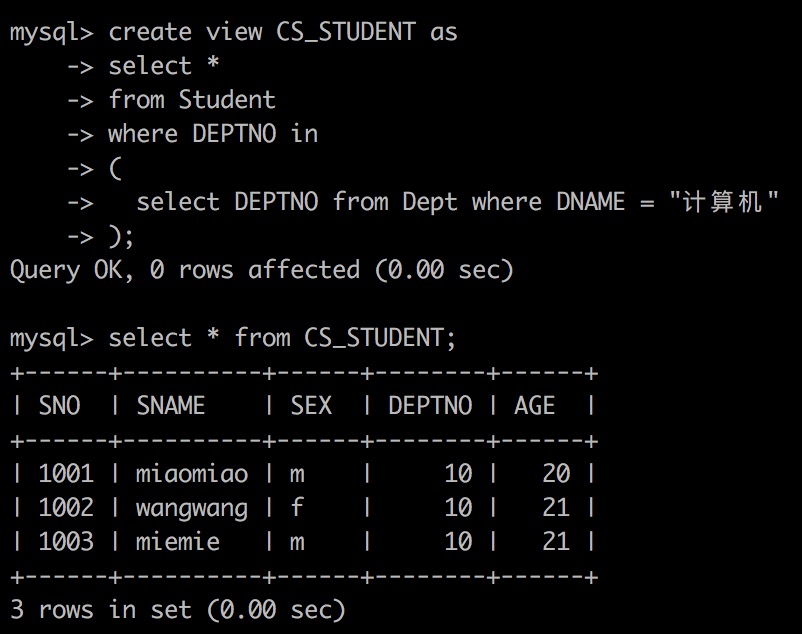 mysql> create view CS_STUDENT as
    -> select *
    -> from Student
    -> where DEPTNO in
    -> (
    ->   select DEPTNO from Dept where DNAME = "计算机"
    -> );
Query OK, 0 rows affected (0.00 sec)

mysql> select * from CS_STUDENT;
+------+----------+------+--------+------+
| SNO  | SNAME    | SEX  | DEPTNO | AGE  |
+------+----------+------+--------+------+
| 1001 | miaomiao | m    |     10 |   20 |
| 1002 | wangwang | f    |     10 |   21 |
| 1003 | miemie   | m    |     10 |   21 |
+------+----------+------+--------+------+
3 rows in set (0.00 sec)